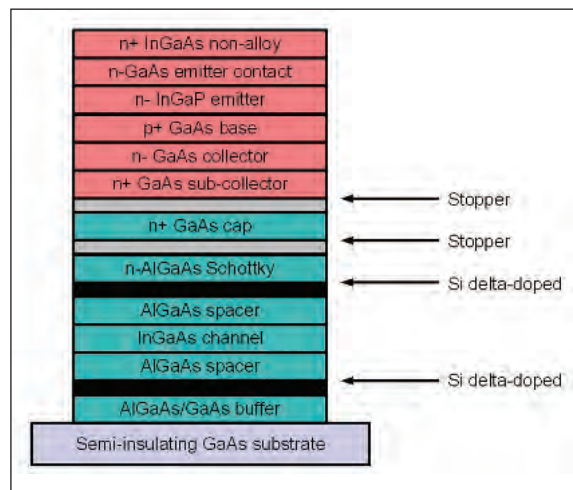 n+ InGaAs non-alloy
n-GaAs emitter contact
n- InGaP emitter
p+ GaAs base
n- GaAs collector
n+ GaAs sub-collector
Stopper
n+ GaAs cap
Stopper
n-AlGaAs Schottky
Si delta-doped
AlGaAs spacer
InGaAs channel
AlGaAs spacer
Si delta-doped
AlGaAs/GaAs buffer
Semi-insulating GaAs substrate